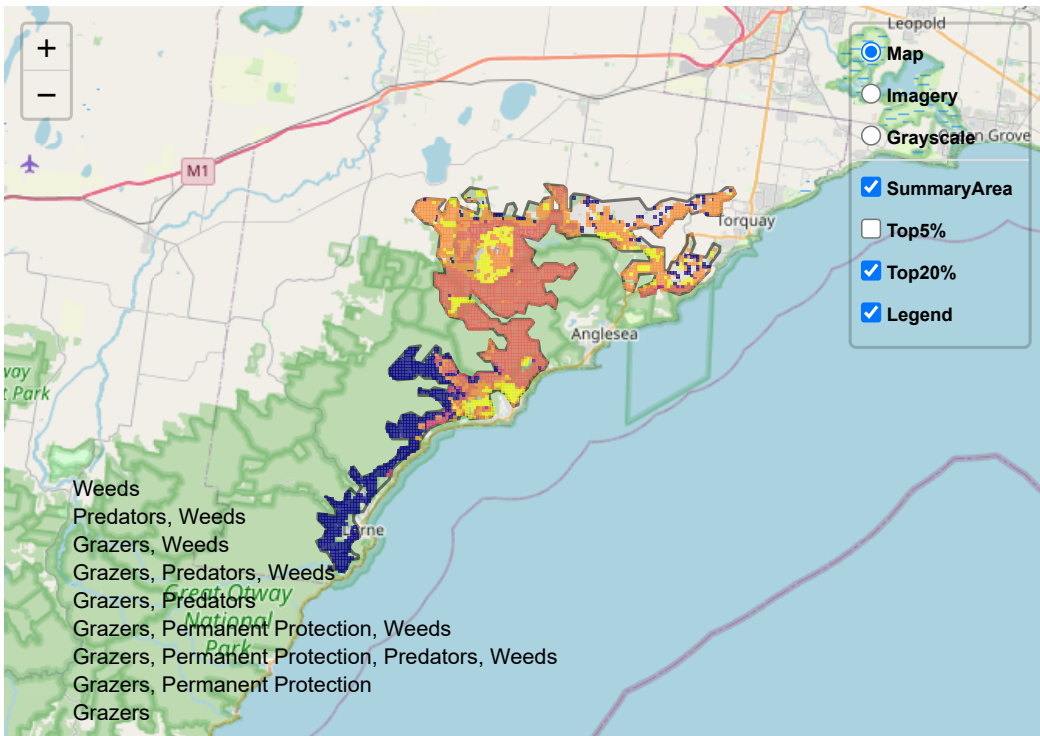 +
−
M1
Leopold
Map
Imagery
Grayscale
Grove
SummaryArea
Top5%
Top20%
Legend
Torquay
Anglesea
way
t Park
Weeds
Predators, Weeds
Grazers, Weeds
Grazers, Predators, Weeds
Grazers, Predators
Grazers, Permanent Protection, Weeds
Grazers, Permanent Protection, Predators, Weeds
Grazers, Permanent Protection
Grazers
Great Otway
National
Park